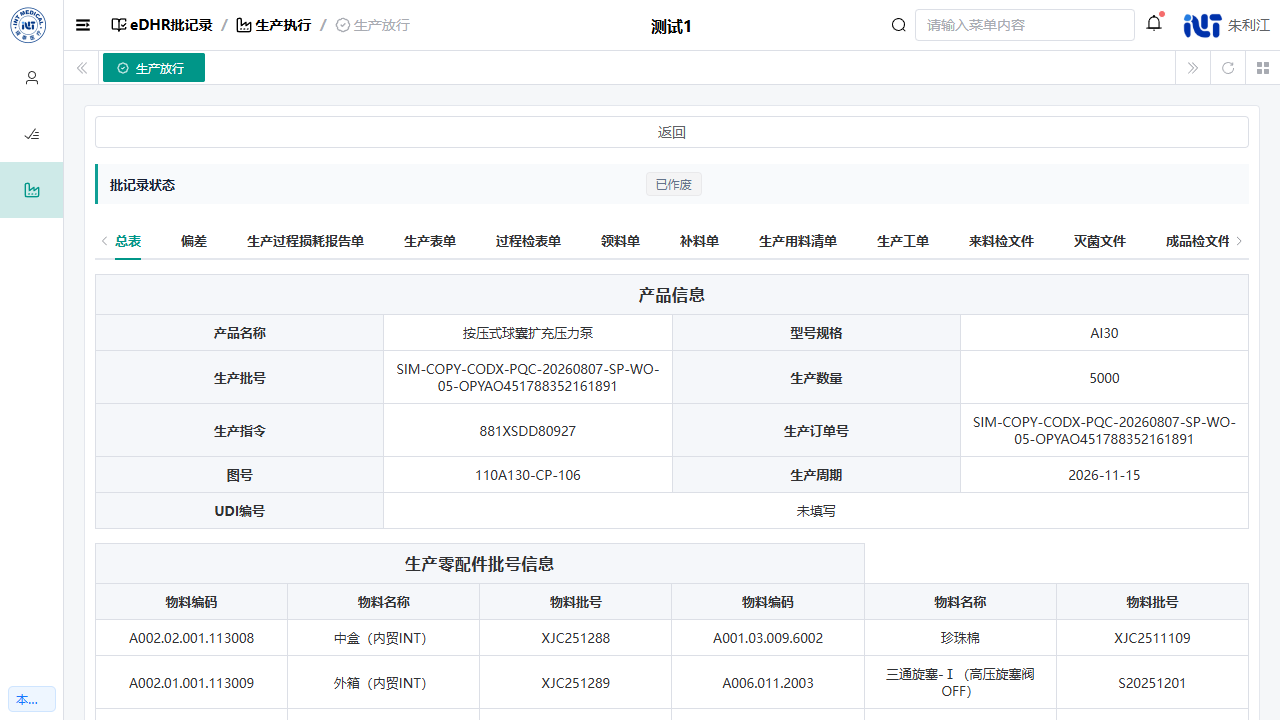 eDHR批记录 / 生产执行 / 生产放行
测试1
请输入菜单内容
朱利江
生产放行
返回
批记录状态
已作废
总表
偏差
生产过程损耗报告单
生产表单
过程检表单
领料单
补料单
生产用料清单
生产工单
来料检文件
灭菌文件
成品检文件
产品信息
产品名称
按压式球囊扩充压力泵
型号规格
AI30
生产批号
SIM-COPY-CODX-PQC-20260807-SP-WO-
05-OPYAO451788352161891
生产数量
5000
生产指令
881XSDD80927
生产订单号
SIM-COPY-CODX-PQC-20260807-SP-WO-
05-OPYAO451788352161891
图号
110A130-CP-106
生产周期
2026-11-15
UDI编号
未填写
生产零配件批号信息
物料编码
物料名称
物料批号
物料编码
物料名称
物料批号
A002.02.001.113008
中盒（内贸INT）
XJC251288
A001.03.009.6002
珍珠棉
XJC2511109
A002.01.001.113009
外箱（内贸INT）
XJC251289
A006.011.2003
三通旋塞-Ⅰ（高压旋塞阀
OFF）
S20251201
本...